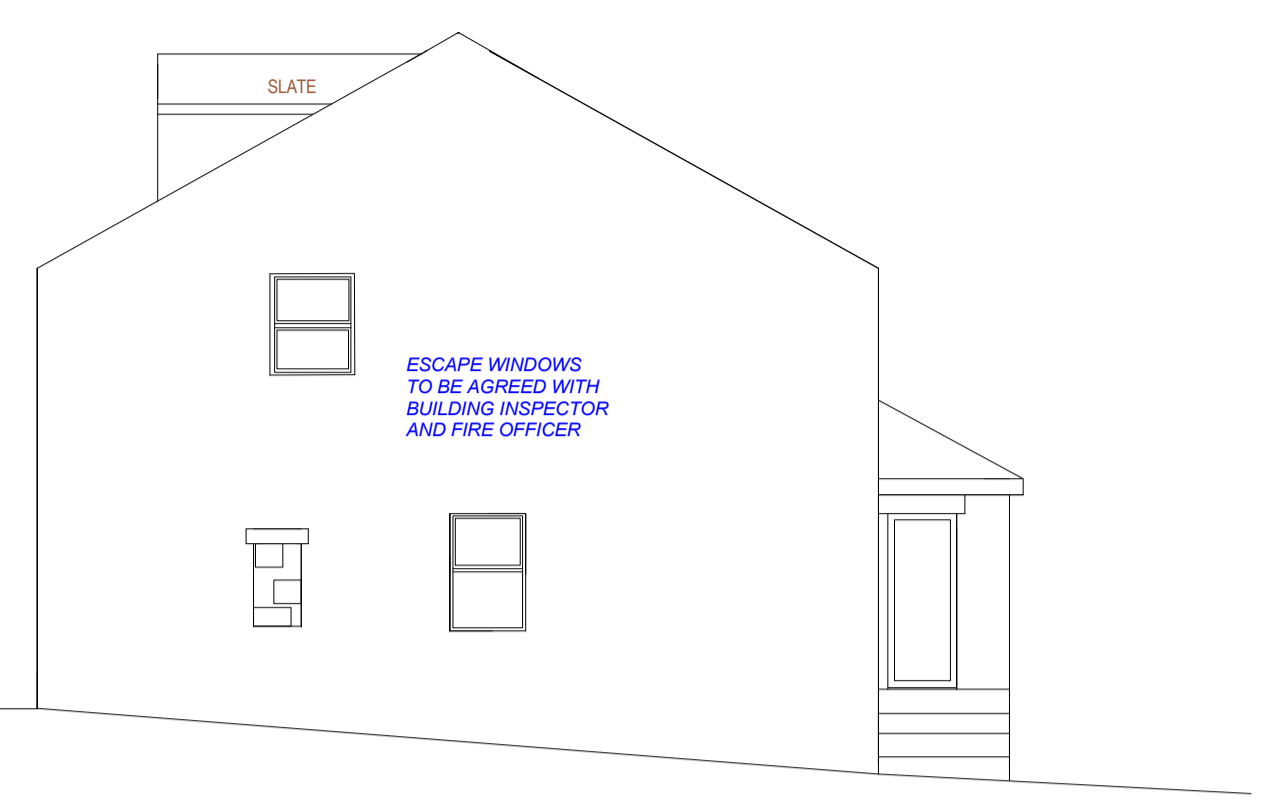 SLATE
ESCAPE WINDOWS
TO BE AGREED WITH
BUILDING INSPECTOR
AND FIRE OFFICER